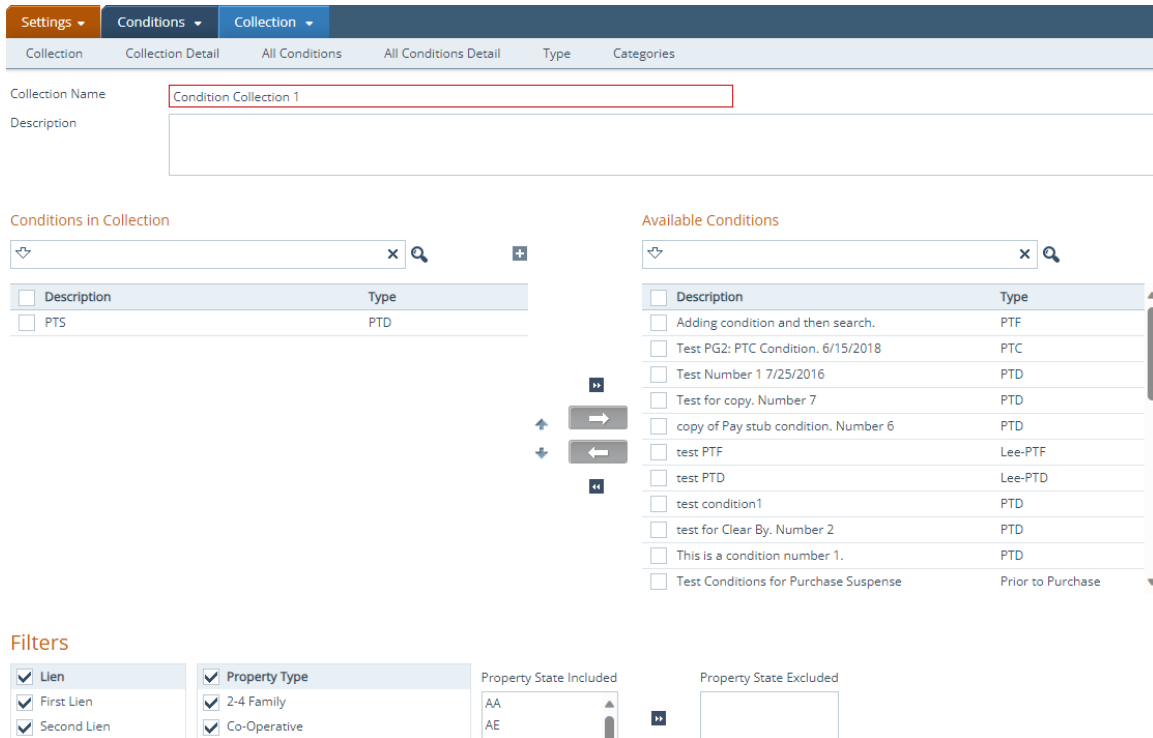 Settings Conditions Collection
Collection Collection Detail All Conditions All Conditions Detail Type Categories
Collection Name Condition Collection 1
Description
Conditions in Collection
Description Type
PTS PTD
Available Conditions
Description Type
Adding condition and then search. PTF
Test PG2: PTC Condition. 6/15/2018 PTC
Test Number 1 7/25/2016 PTD
Test for copy. Number 7 PTD
copy of Pay stub condition. Number 6 PTD
test PTF Lee-PTF
test PTD Lee-PTD
test condition1 PTD
test for Clear By. Number 2 PTD
This is a condition number 1. PTD
Test Conditions for Purchase Suspense Prior to Purchase
Filters
Lien
First Lien
Second Lien
Property Type
2-4 Family
Co-Operative
Property State Included
AA
AE
Property State Excluded